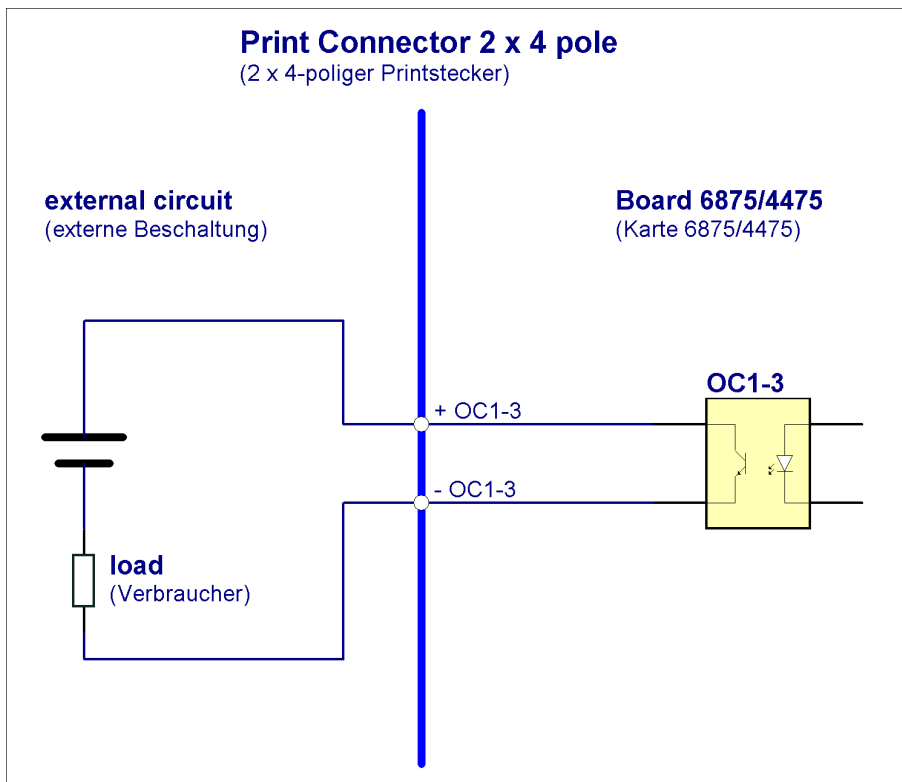 Print Connector 2 x 4 pole
(2 x 4-poliger Printstecker)
external circuit
(externe Beschaltung)
Board 6875/4475
(Karte 6875/4475)
OC1-3
+ OC1-3
- OC1-3
load
(Verbraucher)